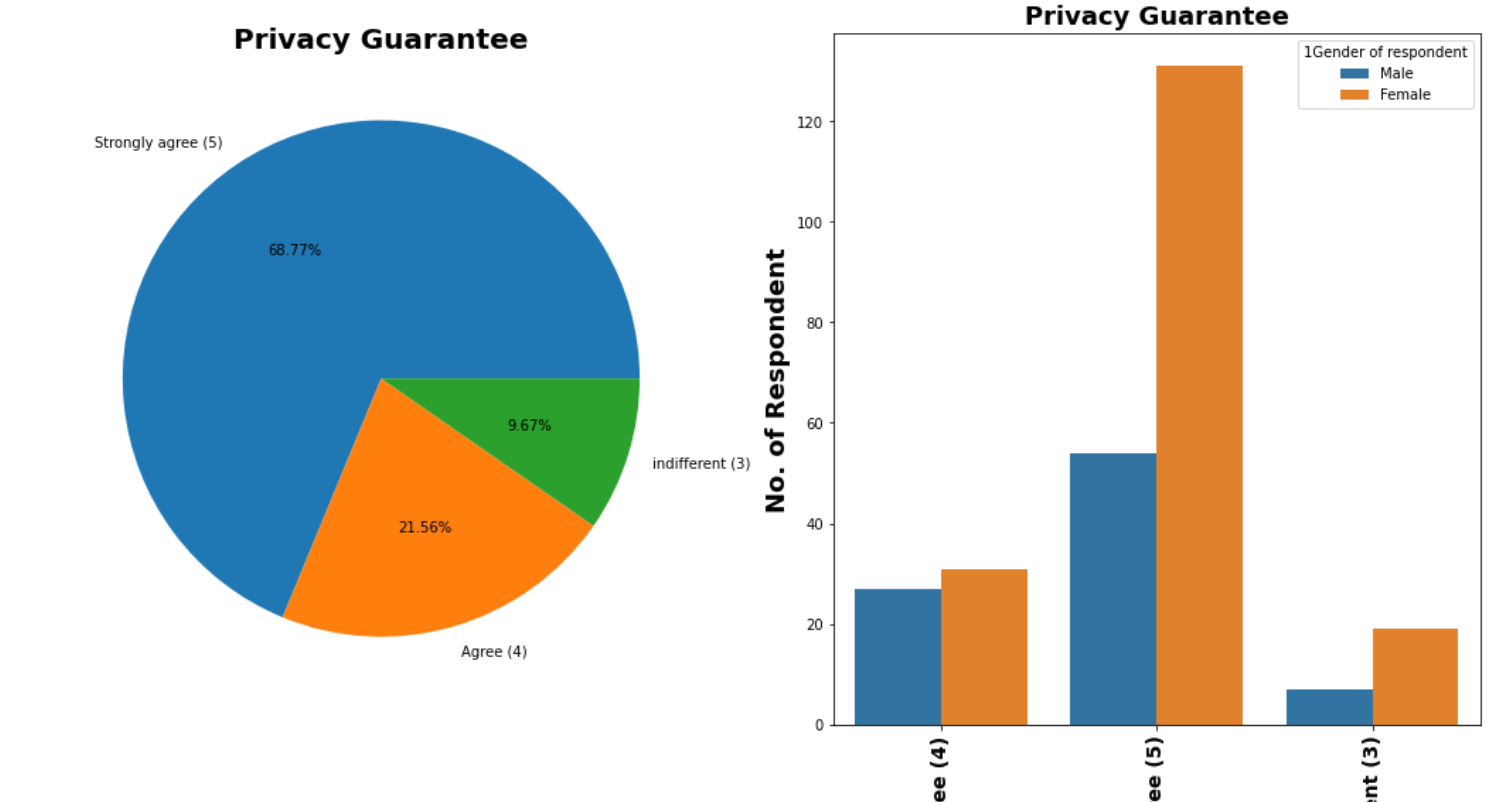 Privacy Guarantee
Strongly agree (5)
68.77%
9.67%
indifferent (3)
21.56%
Agree (4)
Privacy Guarantee
1Gender of respondent
Male
Female
No. of Respondent
120
100
80
60
40
20
0
ee (4)
ee (5)
nt (3)